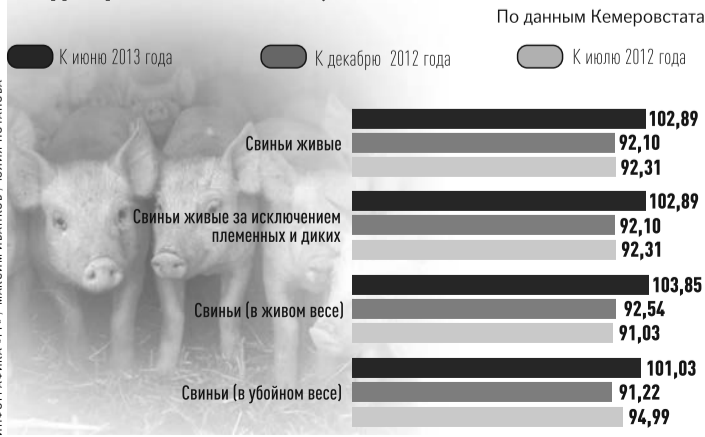 По данным Кемеровстата
К июню 2013 года
К декабрю 2012 года
К июлю 2012 года
Свиньи живые
102,89
92,10
92,31
Свиньи живые за исключением
племенных и диких
102,89
92,10
92,31
Свиньи (в живом весе)
103,85
92,54
91,03
Свиньи (в убойном весе)
101,03
91,22
94,99